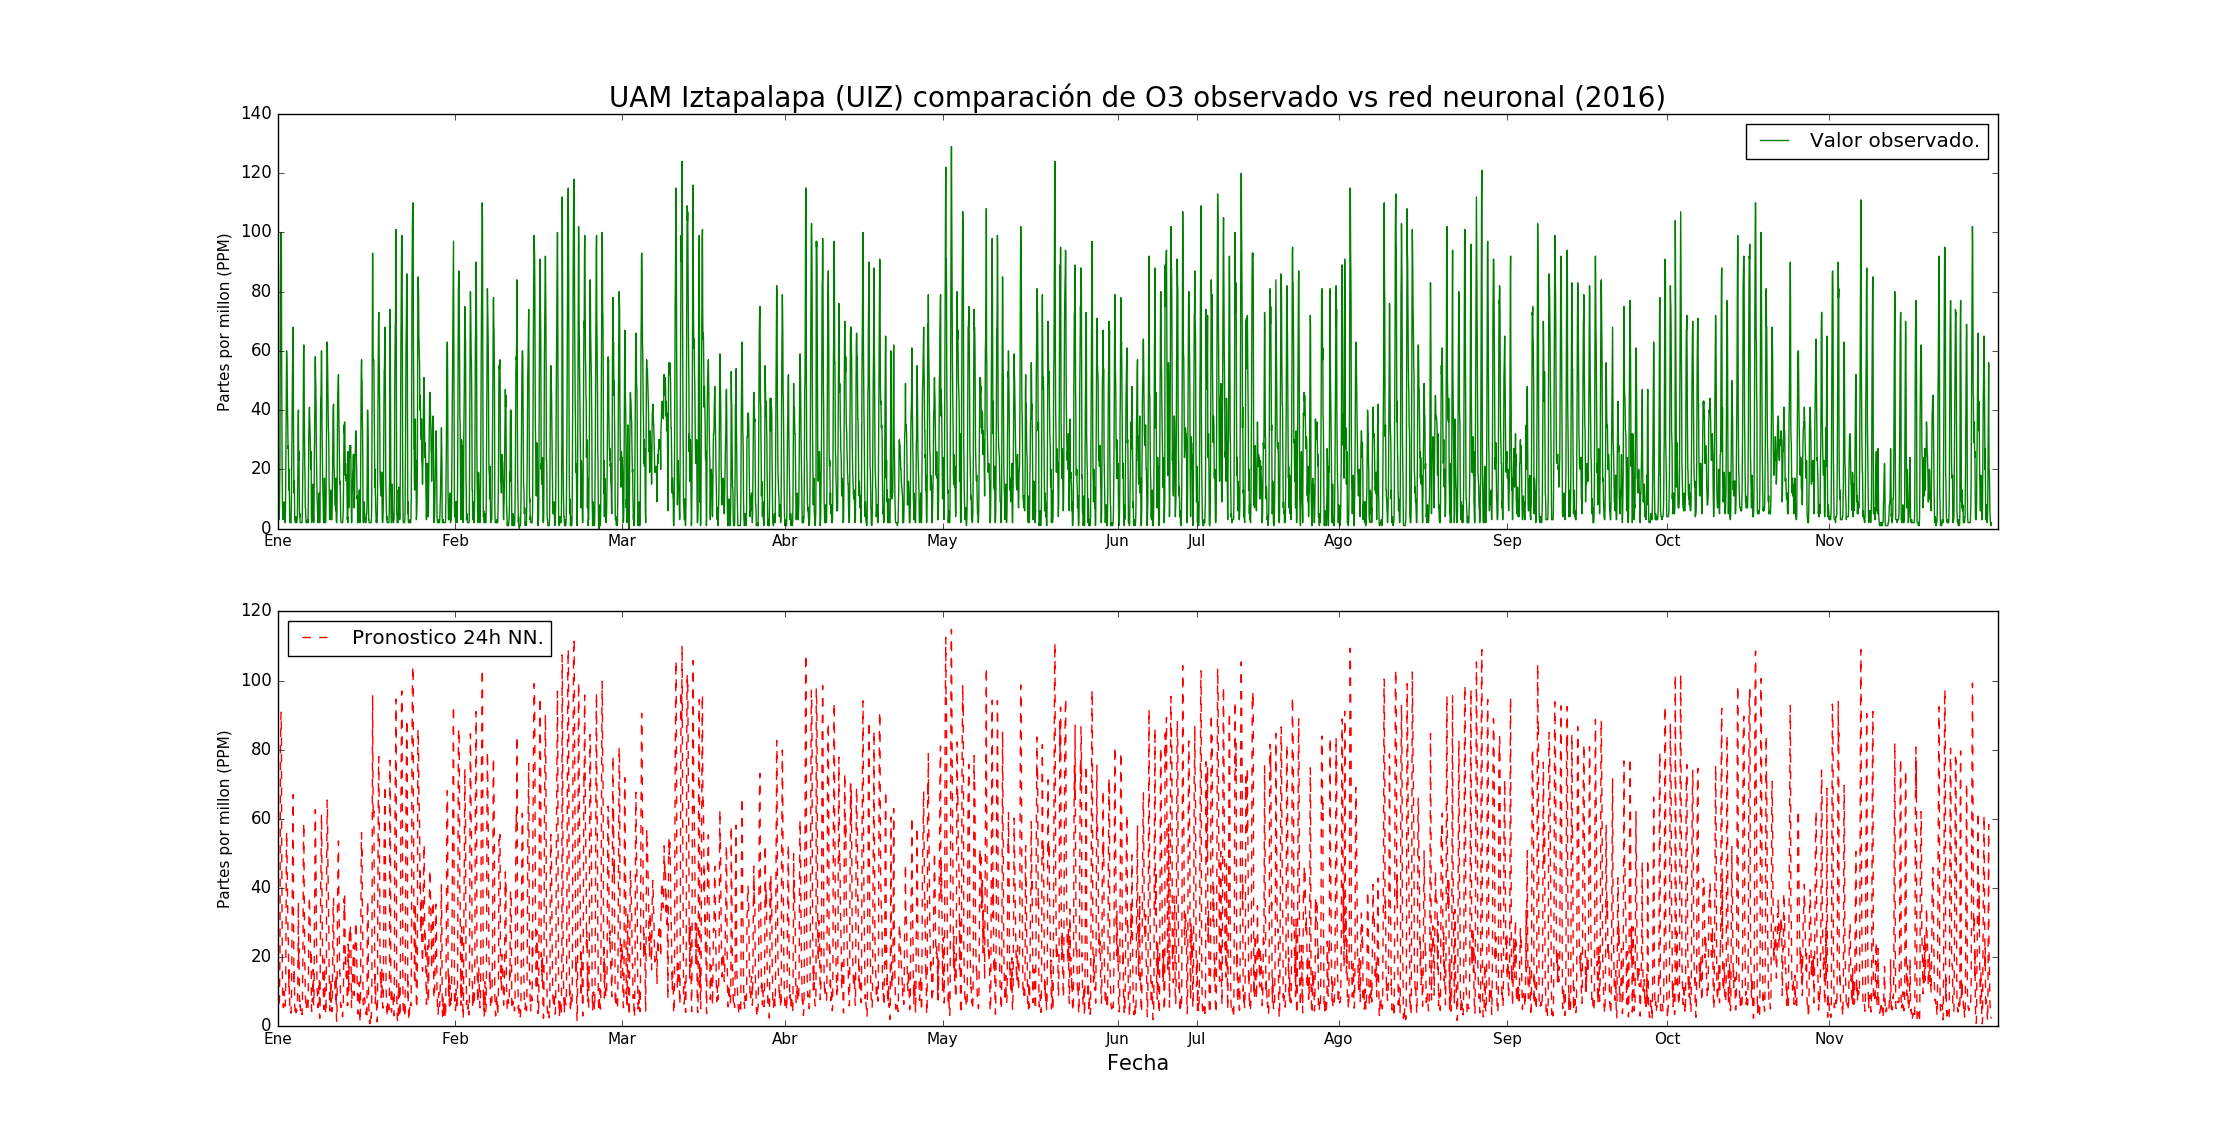 UAM Iztapalapa (UIZ) comparación de O3 observado vs red neuronal (2016)
140
120
100
80
60
40
20
0
Partes por millon (PPM)
Valor observado.
Ene Feb Mar Abr May Jun Jul Ago Sep Oct Nov
120
100
80
60
40
20
0
Partes por millon (PPM)
Pronostico 24h NN.
Ene Feb Mar Abr May Jun Jul Ago Sep Oct Nov
Fecha